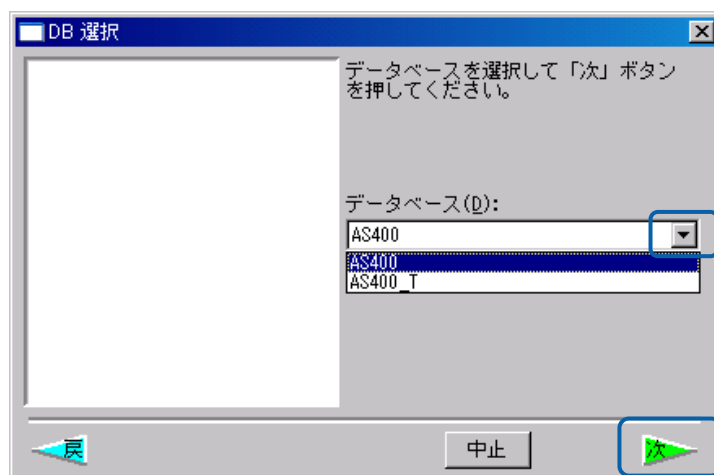 DB 選択
データベースを選択して「次」ボタン
を押してください。
データベース(D):
AS400
AS400
AS400_T
戻
中止
次